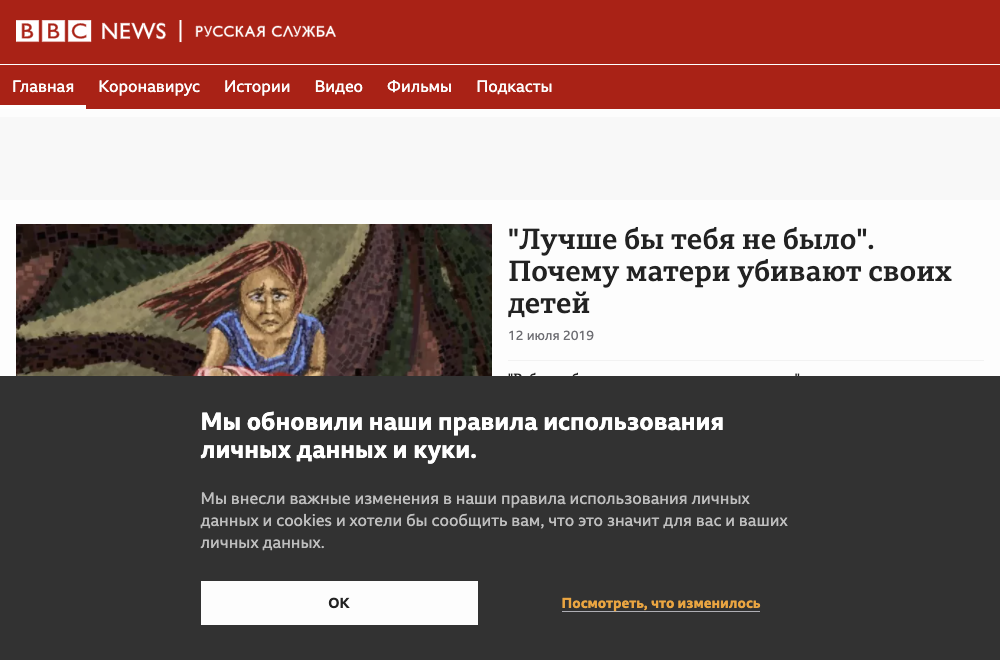 BBC NEWS | РУССКАЯ СЛУЖБА
Главная Коронавирус Истории Видео Фильмы Подкасты
"Лучше бы тебя не было".
Почему матери убивают своих
детей
12 июля 2019
Мы обновили наши правила использования
личных данных и куки.
Мы внесли важные изменения в наши правила использования личных
данных и cookies и хотели бы сообщить вам, что это значит для вас и ваших
личных данных.
OK
Посмотреть, что изменилось